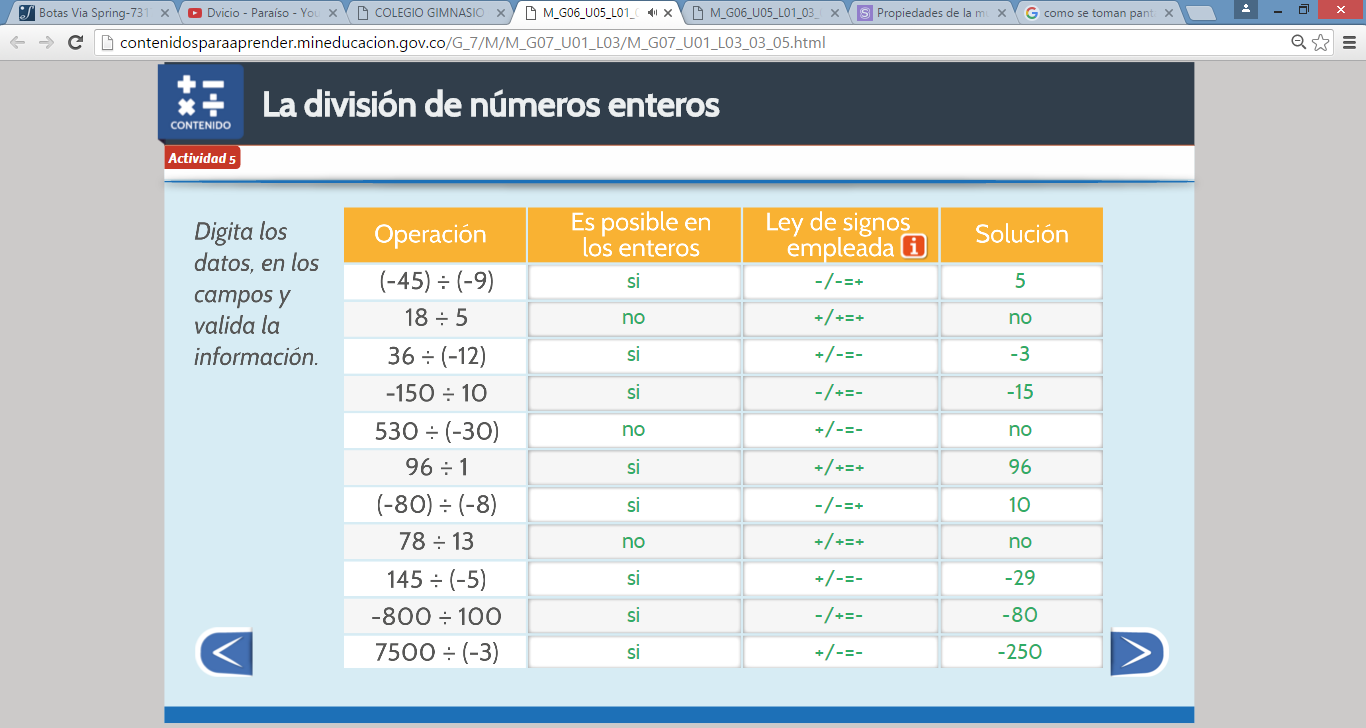 Botas Via Spring-731
Dvicio - Paraíso - You
COLEGIO GIMNASIO
M_G06_U05_L01_
M_G06_U05_L01_03_
Propiedades de la m
como se toman pant
contenidosparaaprender.mineducacion.gov.co/G_7/M/M_G07_U01_L03/M_G07_U01_L03_03_05.html
CONTENIDO
La división de números enteros
Actividad 5
Digita los
datos, en los
campos y
valida la
información.
Operación Es posible en los enteros Ley de signos empleada i Solución
(-45) ÷ (-9) si -/-=+ 5
18 ÷ 5 no +/+=+ no
36 ÷ (-12) si +/-=- -3
-150 ÷ 10 si -/+=- -15
530 ÷ (-30) no +/-=- no
96 ÷ 1 si +/+=+ 96
(-80) ÷ (-8) si -/-=+ 10
78 ÷ 13 no +/+=+ no
145 ÷ (-5) si +/-=- -29
-800 ÷ 100 si -/+=- -80
7500 ÷ (-3) si +/-=- -250